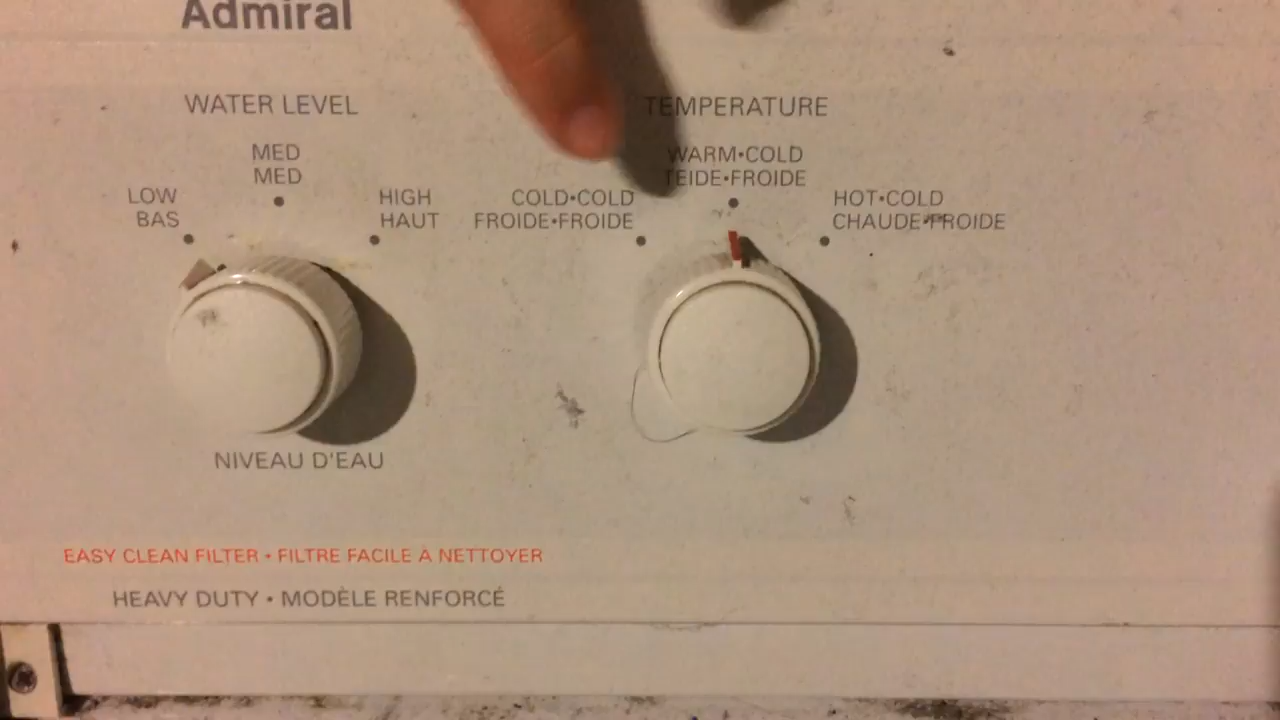 Admiral
WATER LEVEL
MED
MED
LOW
BAS
HIGH
HAUT
NIVEAU D'EAU
TEMPERATURE
WARM•COLD
TEIDE•FROIDE
COLD•COLD
FROIDE•FROIDE
HOT•COLD
CHAUDE•FROIDE
EASY CLEAN FILTER • FILTRE FACILE À NETTOYER
HEAVY DUTY • MODÈLE RENFORCÉ